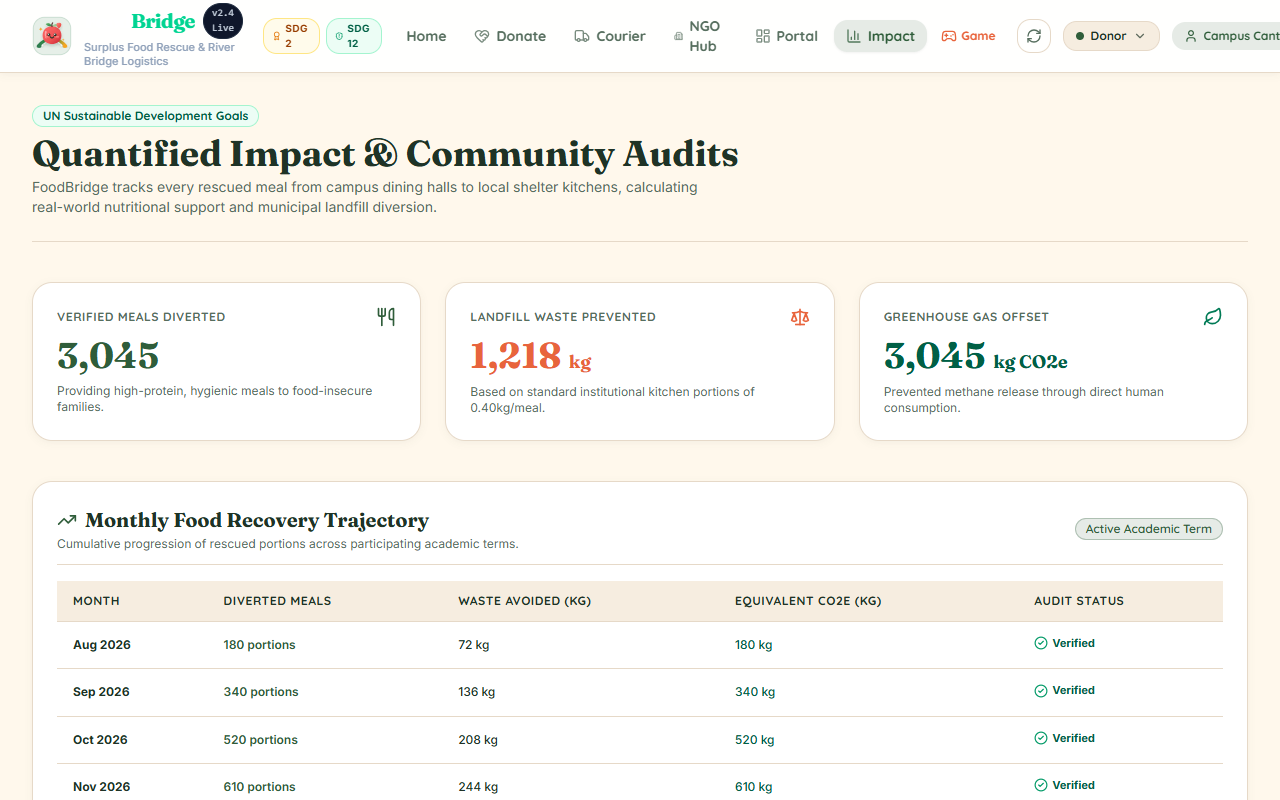 Bridge
v2.4
Live
Surplus Food Rescue & River
Bridge Logistics
SDG
2
SDG
12
Home
Donate
Courier
NGO
Hub
Portal
Impact
Game
Donor
Campus Cant
UN Sustainable Development Goals
Quantified Impact & Community Audits
FoodBridge tracks every rescued meal from campus dining halls to local shelter kitchens, calculating
real-world nutritional support and municipal landfill diversion.
VERIFIED MEALS DIVERTED
3,045
Providing high-protein, hygienic meals to food-insecure
families.
LANDFILL WASTE PREVENTED
1,218 kg
Based on standard institutional kitchen portions of
0.40kg/meal.
GREENHOUSE GAS OFFSET
3,045 kg CO2e
Prevented methane release through direct human
consumption.
Monthly Food Recovery Trajectory
Cumulative progression of rescued portions across participating academic terms.
Active Academic Term
MONTH DIVERTED MEALS WASTE AVOIDED (KG) EQUIVALENT CO2E (KG) AUDIT STATUS
Aug 2026 180 portions 72 kg 180 kg Verified
Sep 2026 340 portions 136 kg 340 kg Verified
Oct 2026 520 portions 208 kg 520 kg Verified
Nov 2026 610 portions 244 kg 610 kg Verified